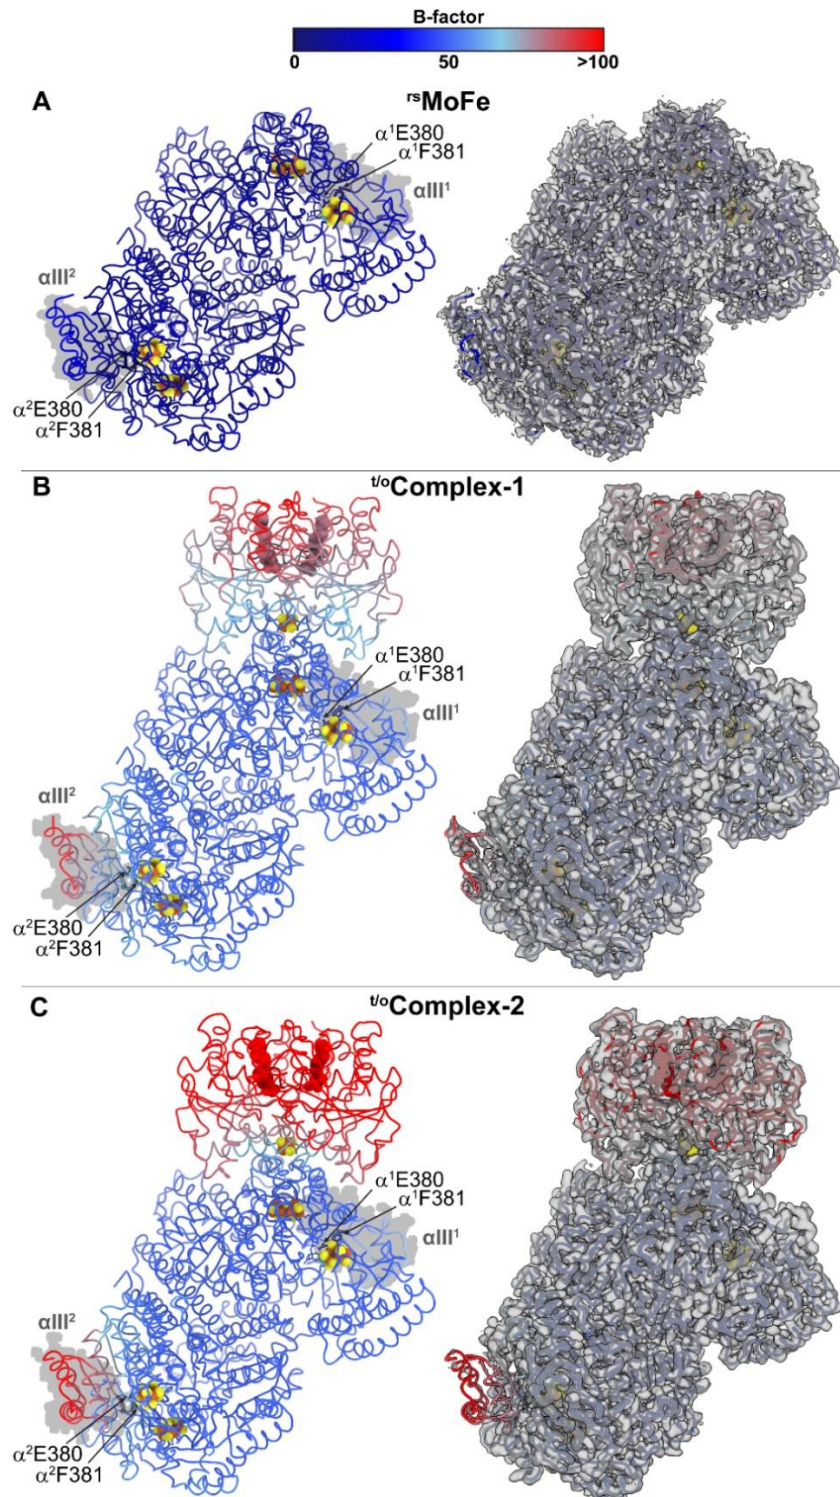 B-factor
0 50 >100
A ʳˢMoFe
α¹E380
α¹F381
αIII¹
αIII²
α²E380
α²F381
B ᵗ/ᵒComplex-1
α¹E380
α¹F381
αIII¹
αIII²
α²E380
α²F381
C ᵗ/ᵒComplex-2
α¹E380
α¹F381
αIII¹
αIII²
α²E380
α²F381